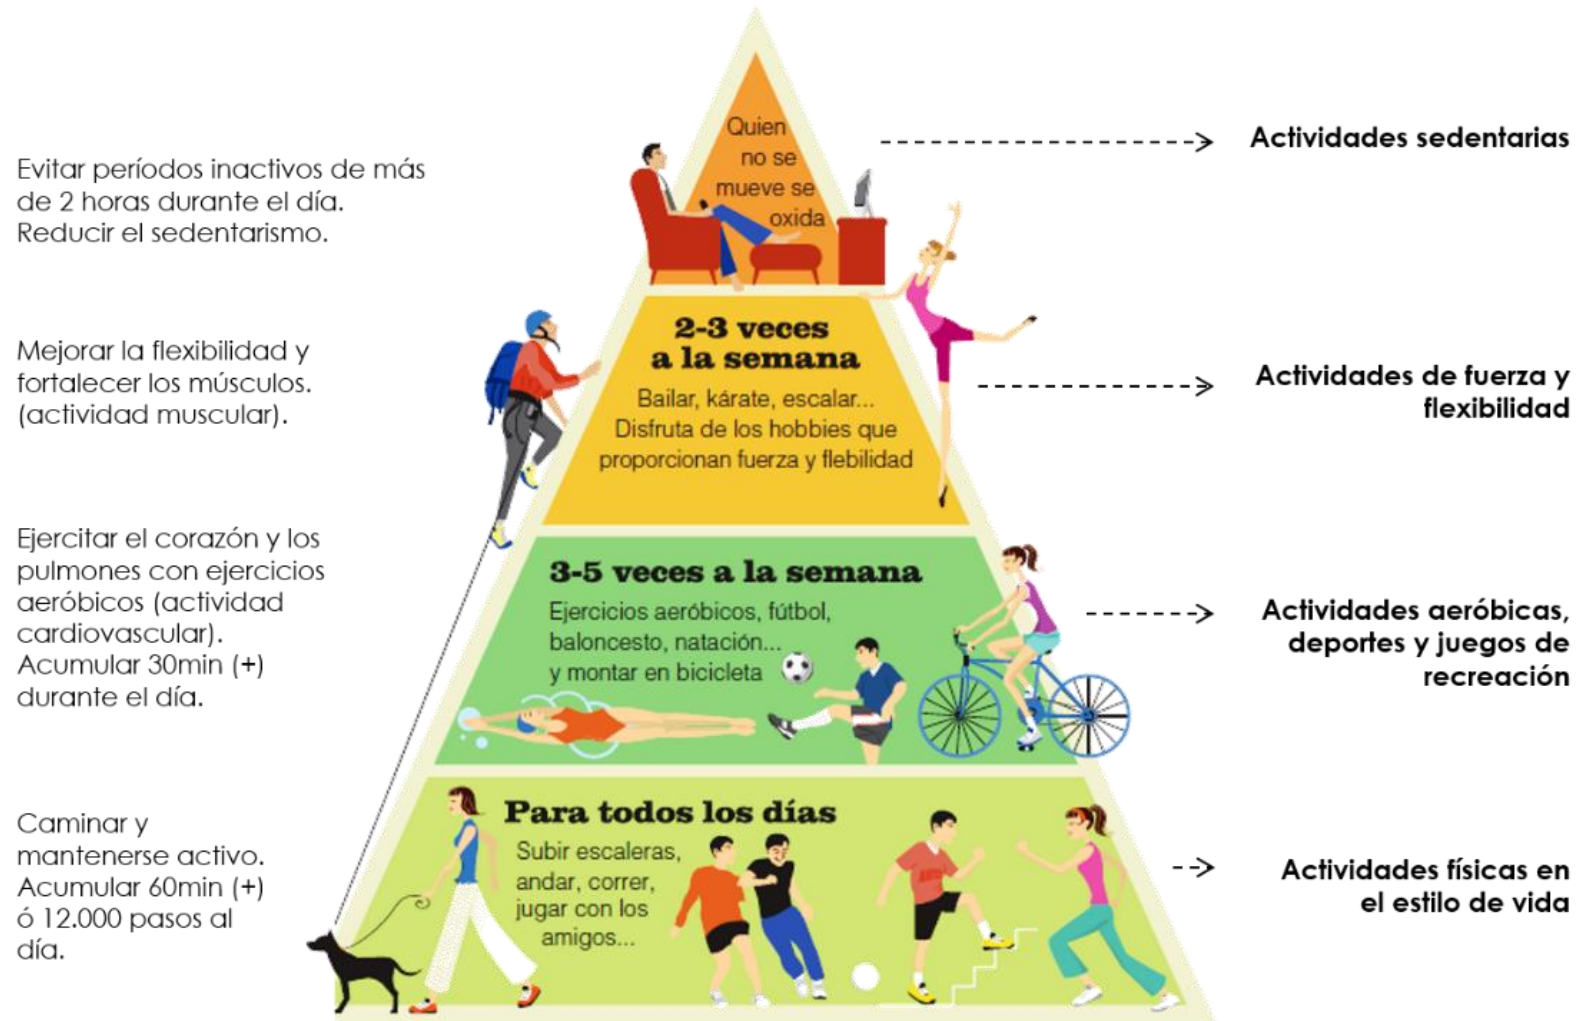 Quien
no se
mueve se
oxida
Actividades sedentarias
Evitar períodos inactivos de más
de 2 horas durante el día.
Reducir el sedentarismo.
2-3 veces
a la semana
Bailar, kárate, escalar...
Disfruta de los hobbies que
proporcionan fuerza y flebilidad
Mejorar la flexibilidad y
fortalecer los músculos.
(actividad muscular).
Actividades de fuerza y
flexibilidad
Ejercitar el corazón y los
pulmones con ejercicios
aeróbicos (actividad
cardiovascular).
Acumular 30min (+)
durante el día.
3-5 veces a la semana
Ejercicios aeróbicos, fútbol,
baloncesto, natación...
y montar en bicicleta
Actividades aeróbicas,
deportes y juegos de
recreación
Caminar y
mantenerse activo.
Acumular 60min (+)
ó 12.000 pasos al
día.
Para todos los días
Subir escaleras,
andar, correr,
jugar con los
amigos...
Actividades físicas en
el estilo de vida